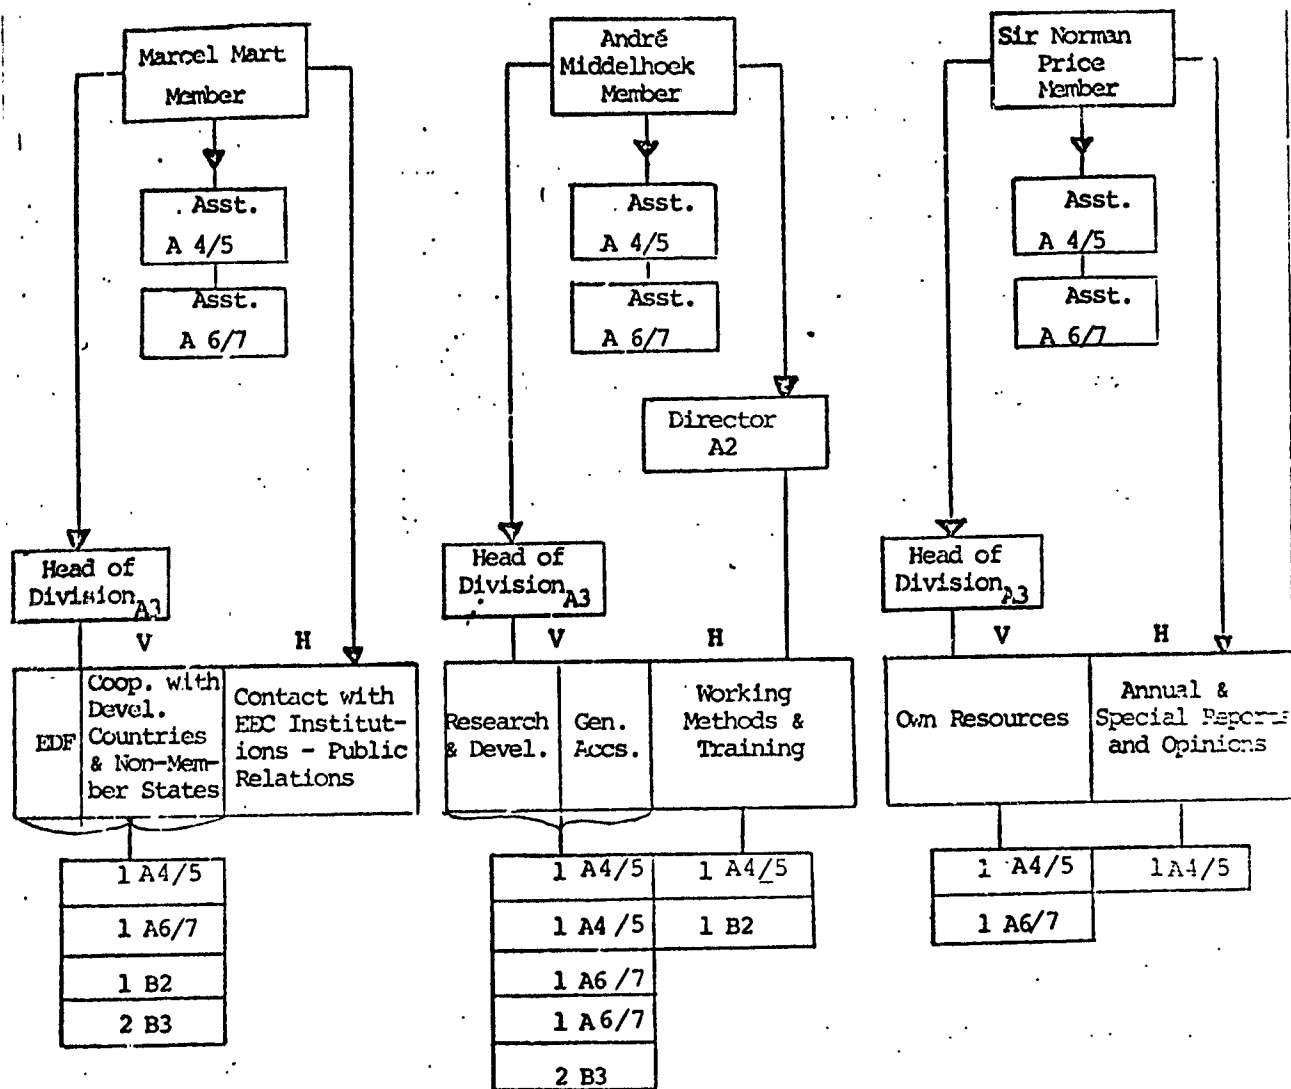 Marcel Mart
Member
Asst.
A 4/5
Asst.
A 6/7
Head of
Division A3
V
H
EDF
Coop. with
Devel.
Countries
& Non-Mem-
ber States
Contact with
EEC Institut-
ions - Public
Relations
1 A4/5
1 A6/7
1 B2
2 B3
André
Middelhoek
Member
Asst.
A 4/5
Asst.
A 6/7
Director
A2
Head of
Division A3
V
H
Research
& Devel.
Gen.
Accs.
Working
Methods &
Training
1 A4/5
1 A4/5
1 A6/7
1 A6/7
2 B3
1 A4/5
1 B2
Sir Norman
Price
Member
Asst.
A 4/5
Asst.
A 6/7
Head of
Division A3
V
H
Own Resources
Annual &
Special Reports
and Opinions
1 A4/5
1 A6/7
1 A4/5